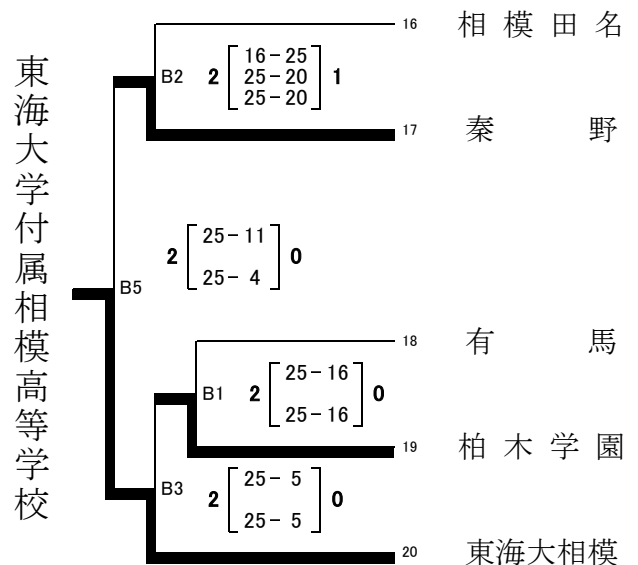 東海大学付属相模高等学校
16 相模田名
B2 2 16-25 1
25-20
25-20
17 秦野
2 25-11 0
25- 4
B5
18 有馬
B1 2 25-16 0
25-16
19 柏木学園
B3 2 25- 5 0
25- 5
20 東海大相模